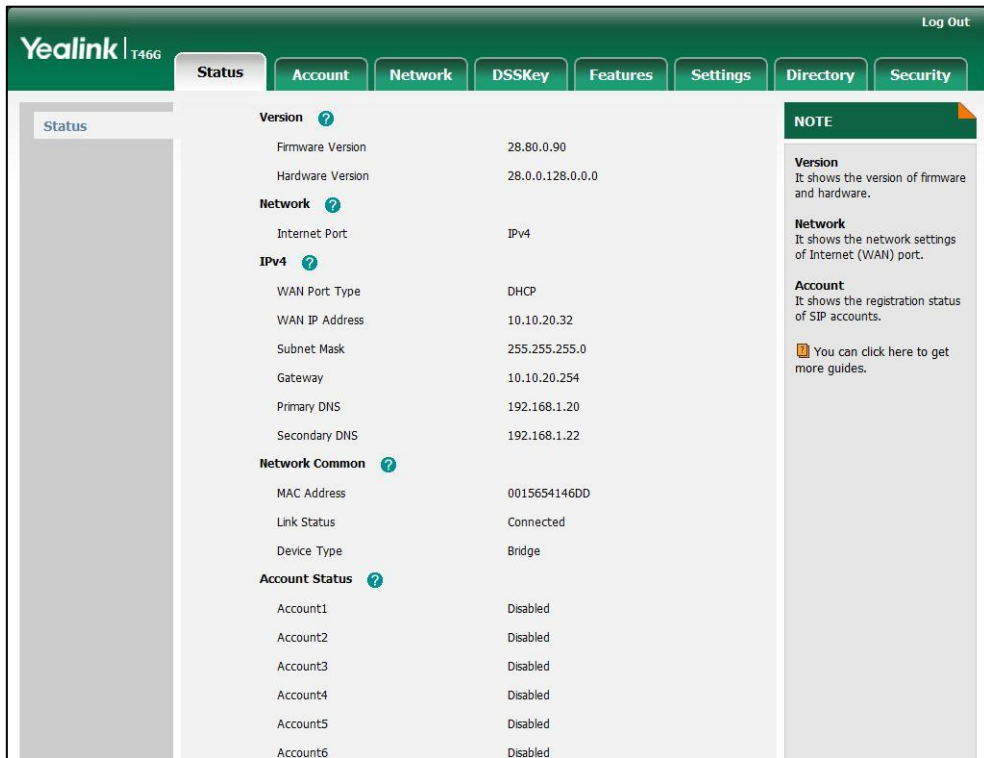 Log Out
Yealink T46G
Status Account Network DSSKey Features Settings Directory Security
Status
Version
Firmware Version 28.80.0.90
Hardware Version 28.0.0.128.0.0.0
Network
Internet Port IPv4
IPv4
WAN Port Type DHCP
WAN IP Address 10.10.20.32
Subnet Mask 255.255.255.0
Gateway 10.10.20.254
Primary DNS 192.168.1.20
Secondary DNS 192.168.1.22
Network Common
MAC Address 0015654146DD
Link Status Connected
Device Type Bridge
Account Status
Account1 Disabled
Account2 Disabled
Account3 Disabled
Account4 Disabled
Account5 Disabled
Account6 Disabled
NOTE
Version
It shows the version of firmware
and hardware.
Network
It shows the network settings
of Internet (WAN) port.
Account
It shows the registration status
of SIP accounts.
You can click here to get
more guides.